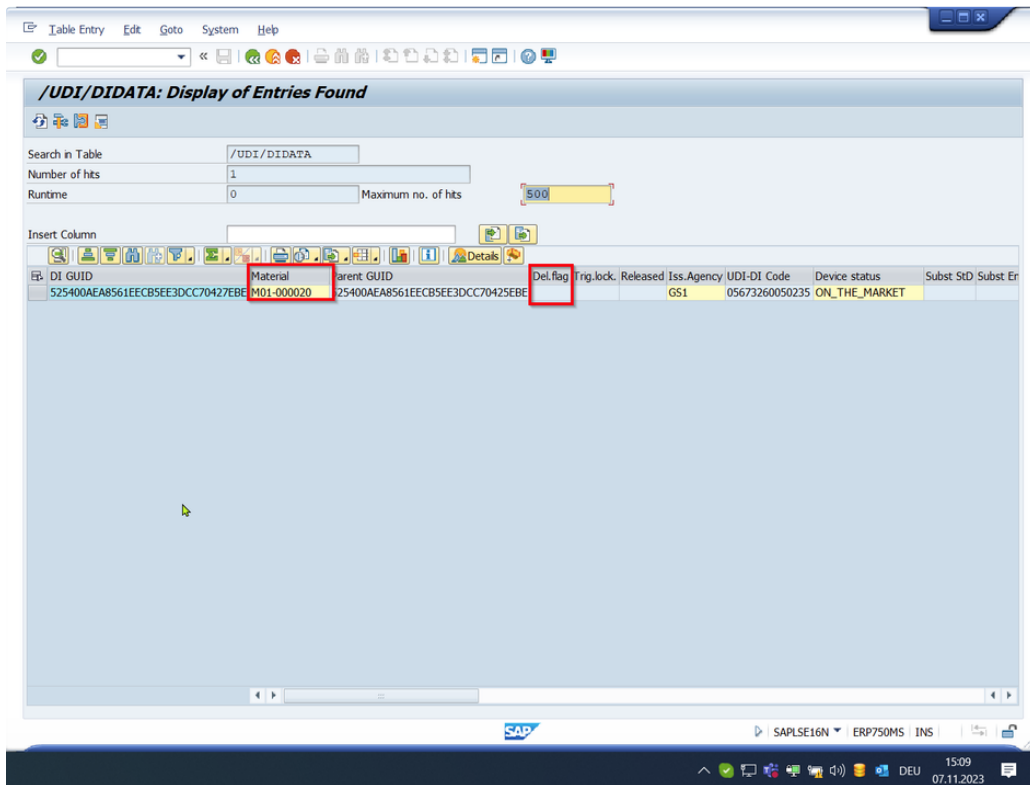 Table Entry Edit Goto System Help
/UDI/DIDATA: Display of Entries Found
Search in Table /UDI/DIDATA
Number of hits 1
Runtime 0 Maximum no. of hits 500
Insert Column
Details
DI GUID Material Parent GUID Del.flag Trig.lock. Released Iss.Agency UDI-DI Code Device status Subst StD Subst En
525400AEA8561EECB5EE3DCC70427EBE M01-000020 525400AEA8561EECB5EE3DCC70425EBE GS1 05673260050235 ON_THE_MARKET
SAP
SAPLSE16N ERP750MS INS
DEU 15:09
07.11.2023